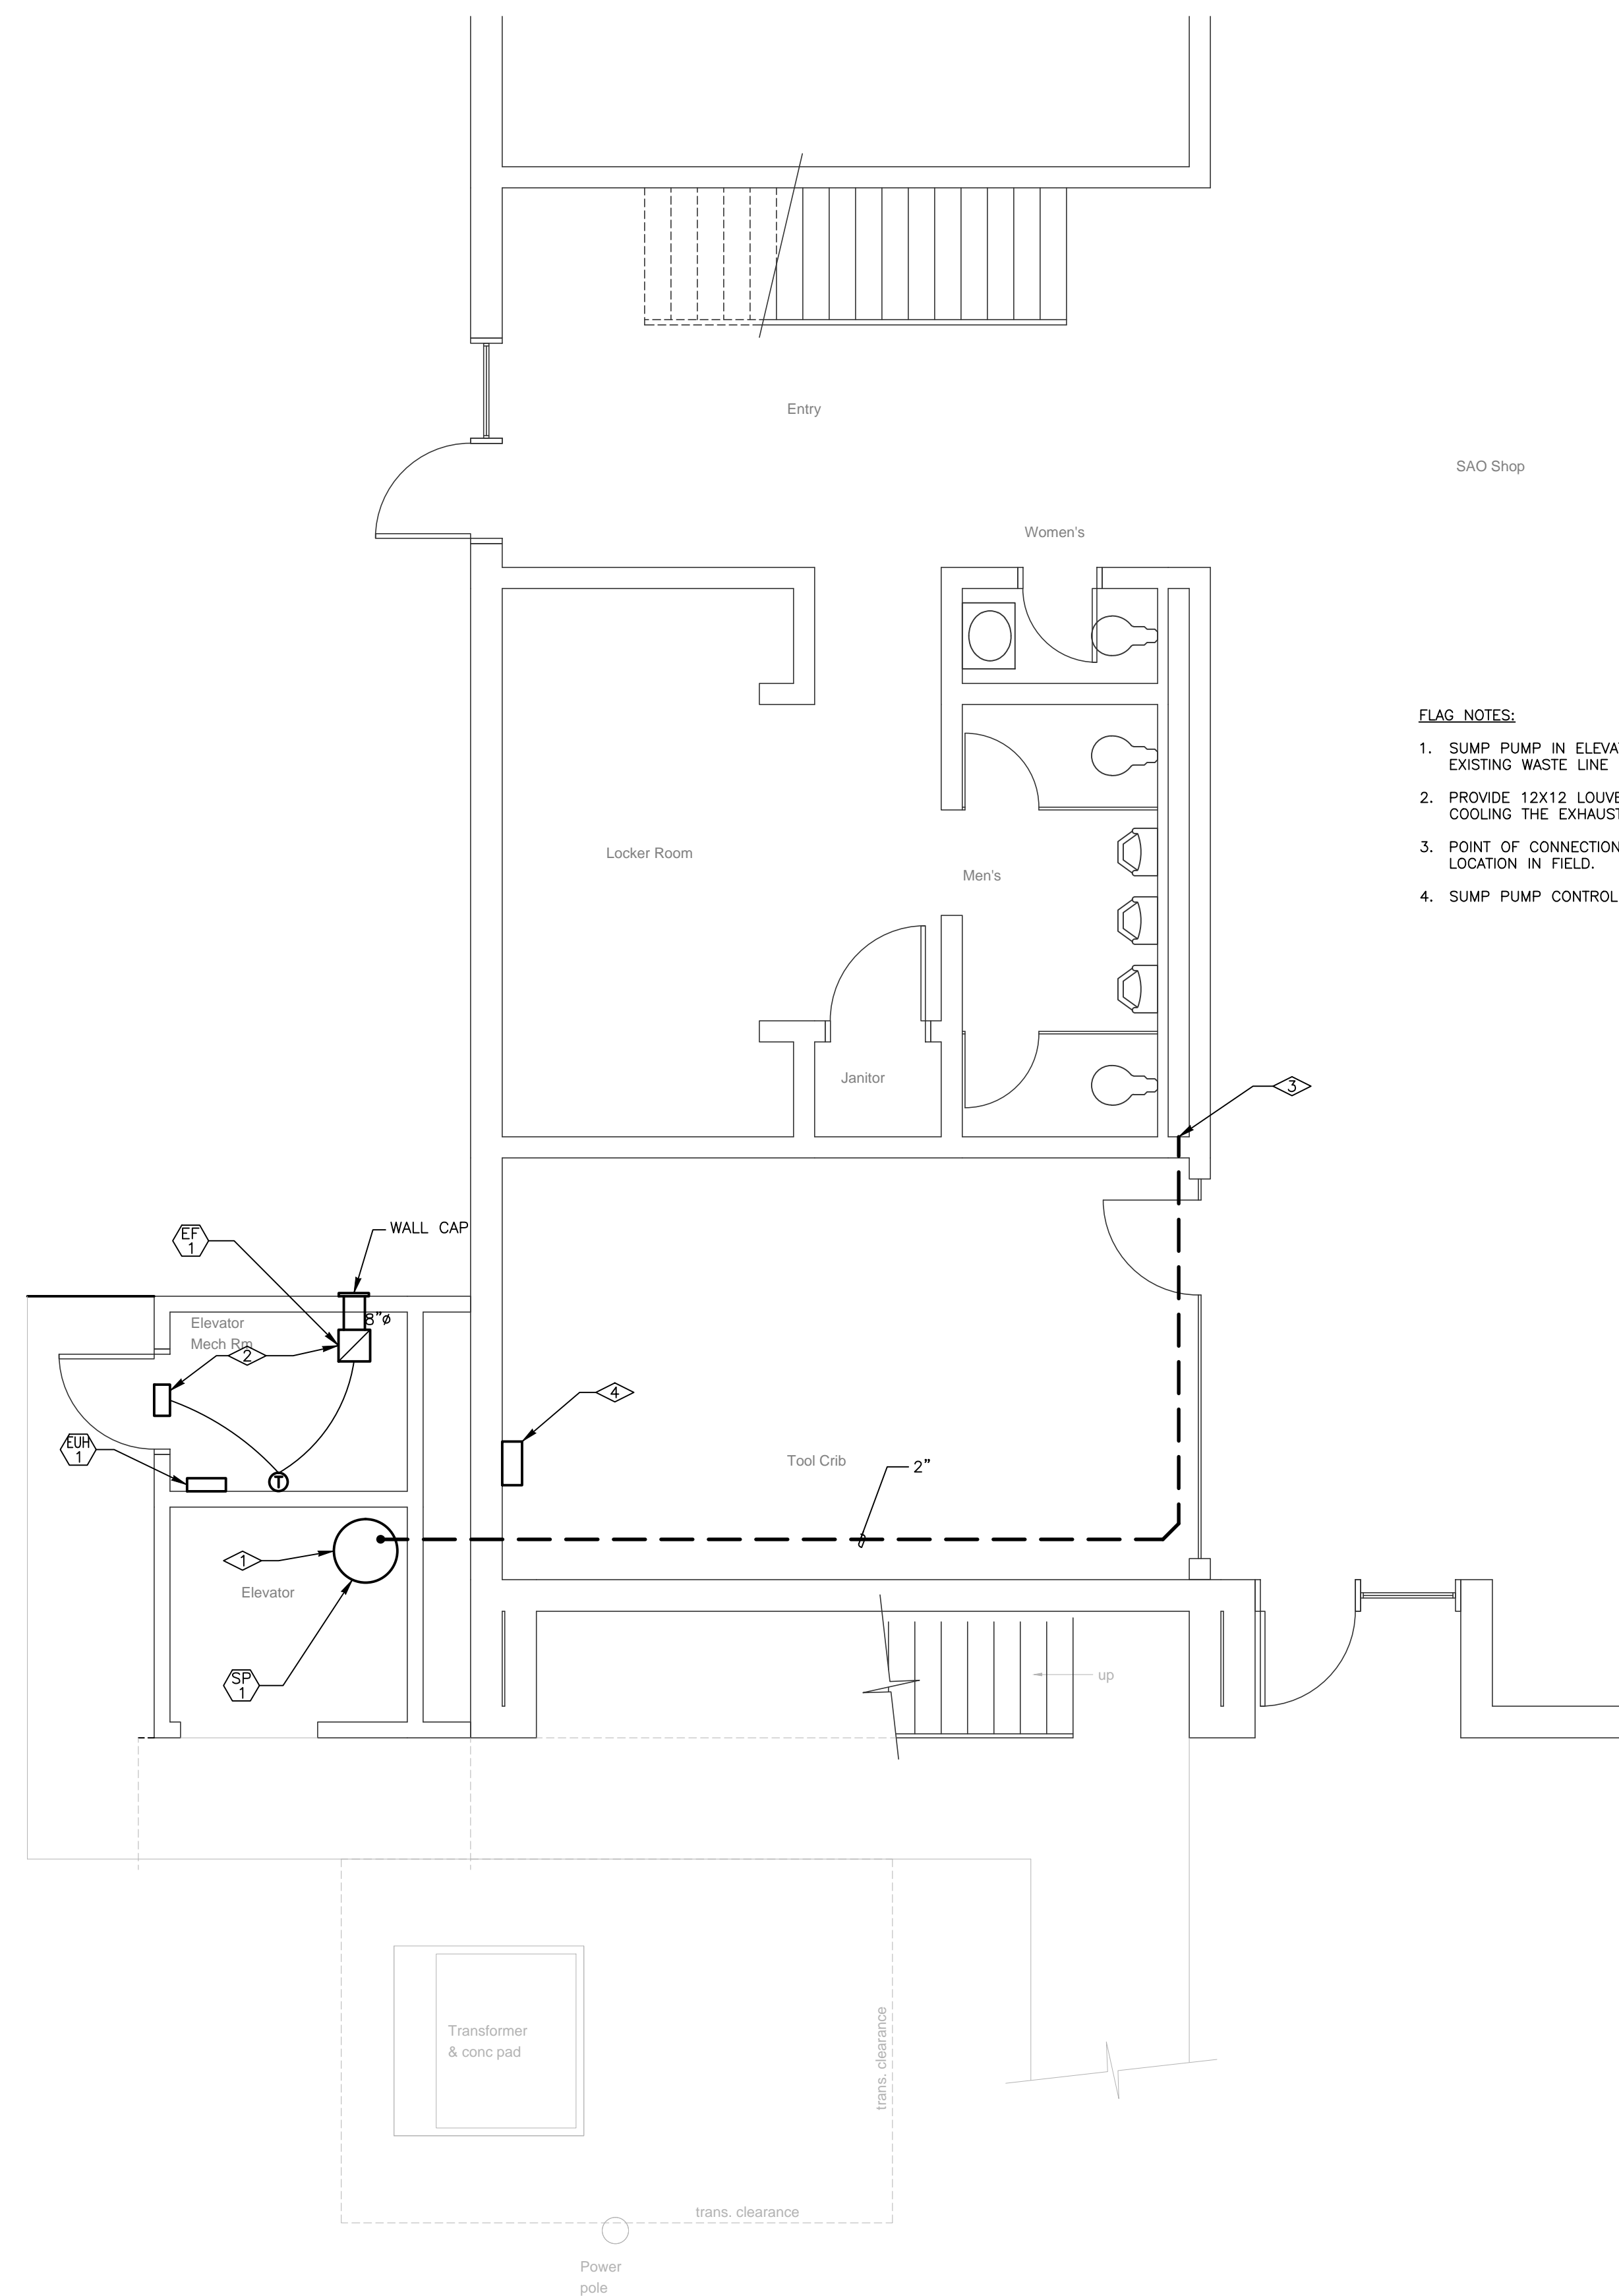 Entry
SAO Shop
Women's
FLAG NOTES:
1. SUMP PUMP IN ELEVA
EXISTING WASTE LINE
2. PROVIDE 12X12 LOUVE
COOLING THE EXHAUST
3. POINT OF CONNECTION
LOCATION IN FIELD.
4. SUMP PUMP CONTROL
Locker Room
Men's
Janitor
3
WALL CAP
EF
1
8"ø
Elevator
Mech Rm
2
4
EUH
1
T
Tool Crib
2"
1
Elevator
SP
1
up
Transformer
& conc pad
trans. clearance
trans. clearance
Power
pole